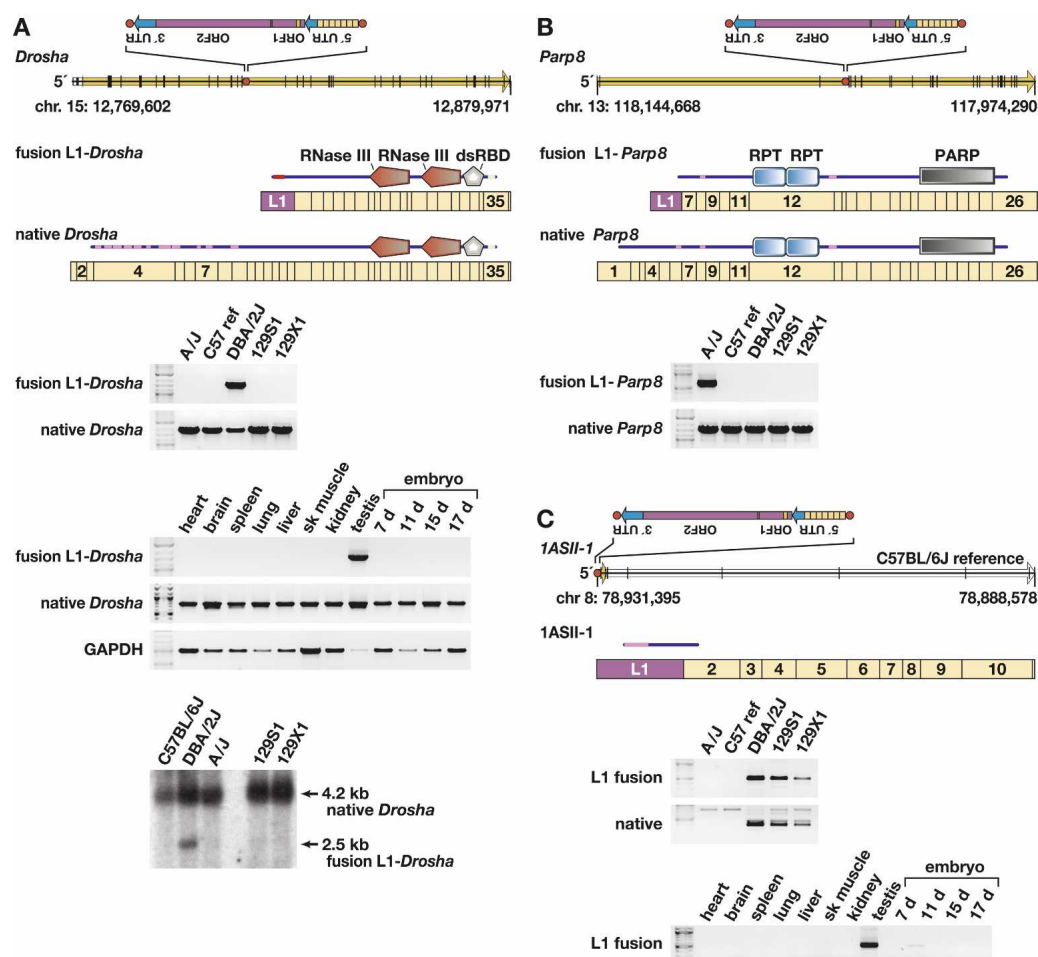 A
3´ UTR ORF2 ORF1 5´ UTR
Drosha
5´
chr. 15: 12,769,602 12,879,971
fusion L1-Drosha
RNase III RNase III dsRBD
L1 35
native Drosha
2 4 7 35
A/J C57 ref DBA/2J 129S1 129X1
fusion L1-Drosha
native Drosha
embryo
heart brain spleen lung liver sk muscle kidney testis 7 d 11 d 15 d 17 d
fusion L1-Drosha
native Drosha
GAPDH
C57BL/6J DBA/2J A/J 129S1 129X1
4.2 kb
native Drosha
2.5 kb
fusion L1-Drosha
B
3´ UTR ORF2 ORF1 5´ UTR
Parp8
5´
chr. 13: 118,144,668 117,974,290
fusion L1-Parp8
RPT RPT PARP
L1 7 9 11 12 26
native Parp8
1 4 7 9 11 12 26
A/J C57 ref DBA/2J 129S1 129X1
fusion L1-Parp8
native Parp8
C
3´ UTR ORF2 ORF1 5´ UTR
1ASII-1
C57BL/6J reference
5´
chr 8: 78,931,395 78,888,578
1ASII-1
L1 2 3 4 5 6 7 8 9 10
A/J C57 ref DBA/2J 129S1 129X1
L1 fusion
native
embryo
heart brain spleen lung liver sk muscle kidney testis 7 d 11 d 15 d 17 d
L1 fusion